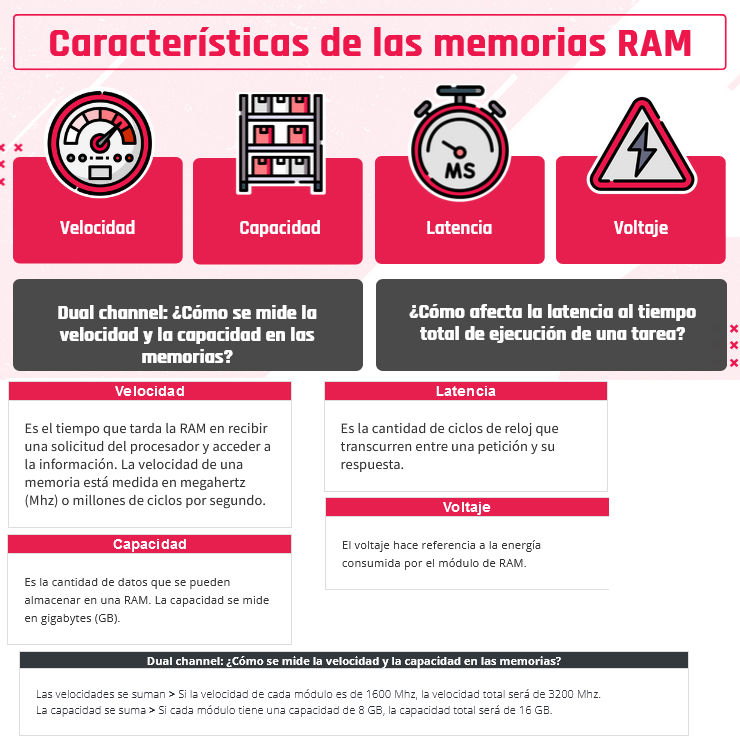 Características de las memorias RAM
MS
Velocidad
Capacidad
Latencia
Voltaje
Dual channel: ¿Cómo se mide la
velocidad y la capacidad en las
memorias?
¿Cómo afecta la latencia al tiempo
total de ejecución de una tarea?
Velocidad
Es el tiempo que tarda la RAM en recibir
una solicitud del procesador y acceder a
la información. La velocidad de una
memoria está medida en megahertz
(Mhz) o millones de ciclos por segundo.
Capacidad
Es la cantidad de datos que se pueden
almacenar en una RAM. La capacidad se mide
en gigabytes (GB).
Latencia
Es la cantidad de ciclos de reloj que
transcurren entre una petición y su
respuesta.
Voltaje
El voltaje hace referencia a la energía
consumida por el módulo de RAM.
Dual channel: ¿Cómo se mide la velocidad y la capacidad en las memorias?
Las velocidades se suman > Si la velocidad de cada módulo es de 1600 Mhz, la velocidad total será de 3200 Mhz.
La capacidad se suma > Si cada módulo tiene una capacidad de 8 GB, la capacidad total será de 16 GB.